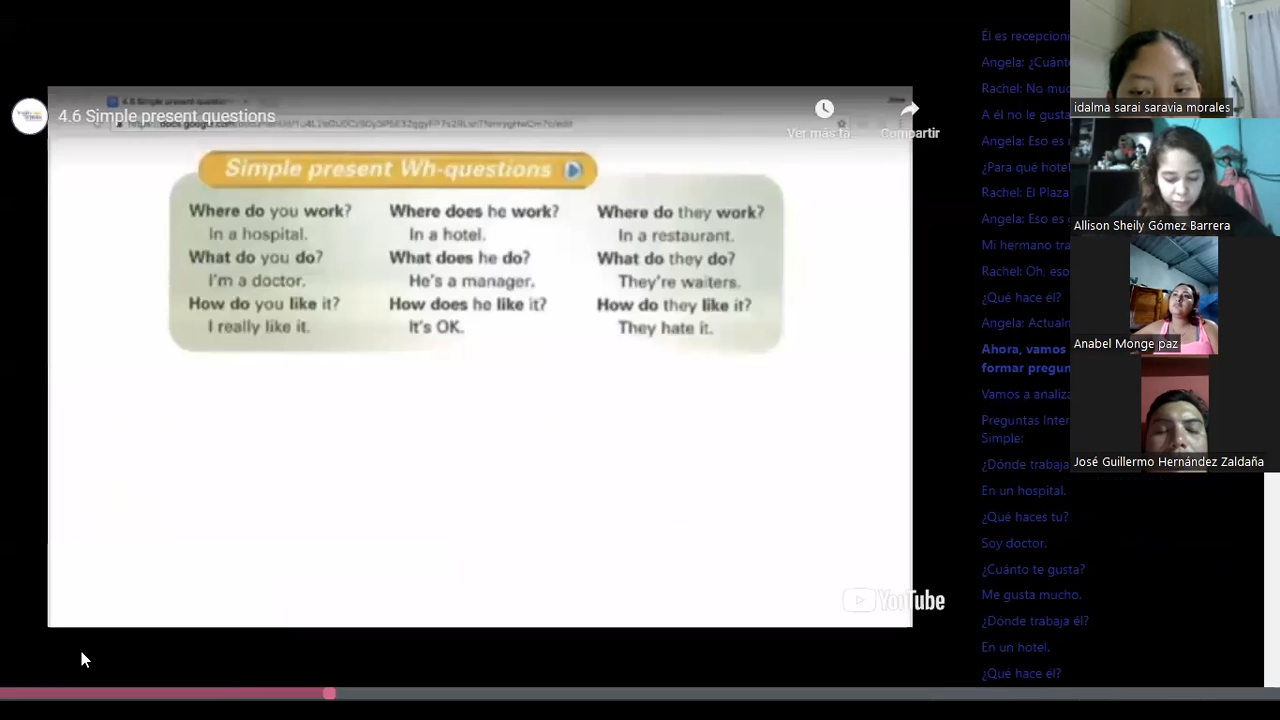 4.6 Simple present questions
Ver más ta...
Compartir
Simple present Wh-questions
Where do you work?
In a hospital.
What do you do?
I'm a doctor.
How do you like it?
I really like it.
Where does he work?
In a hotel.
What does he do?
He's a manager.
How does he like it?
It's OK.
Where do they work?
In a restaurant.
What do they do?
They're waiters.
How do they like it?
They hate it.
YouTube
Él es recepcioni
Angela: ¿Cuánt
Rachel: No muc
A él no le gusta
Angela: Eso es
¿Para qué hotel
Rachel: El Plaza
Angela: Eso es
Mi hermano tra
Rachel: Oh, eso
¿Qué hace él?
Angela: Actualm
Ahora, vamos
formar pregun
Vamos a analiza
Preguntas Inter
Simple:
¿Dónde trabaja
En un hospital.
¿Qué haces tu?
Soy doctor.
¿Cuánto te gusta?
Me gusta mucho.
¿Dónde trabaja él?
En un hotel.
¿Qué hace él?
idalma sarai saravia morales
Allison Sheily Gómez Barrera
Anabel Monge paz
José Guillermo Hernández Zaldaña